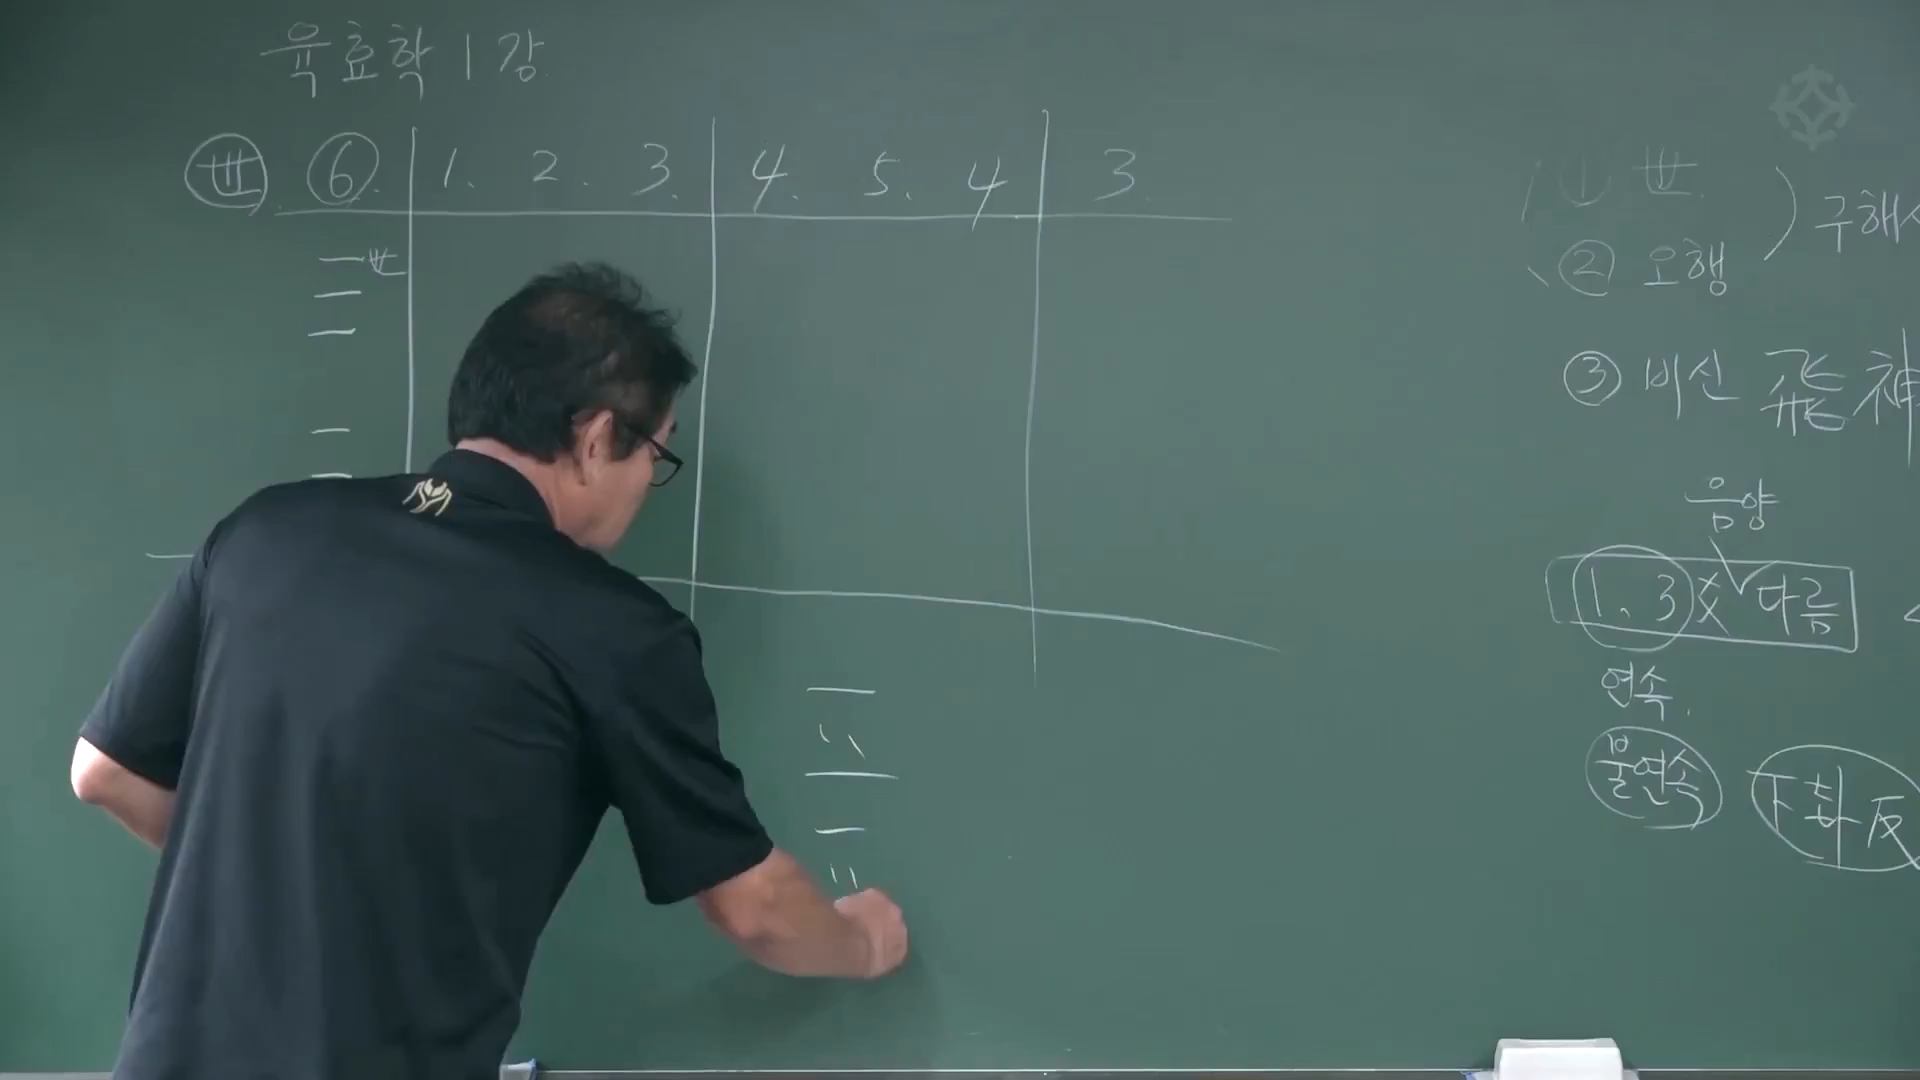 육효학 1강
世 6. 1. 2. 3. 4. 5. 4 3.
世
① 世
② 오행
구해
③ 비신 飛神
음양
1. 3爻 다름
연속.
불연속
下卦反